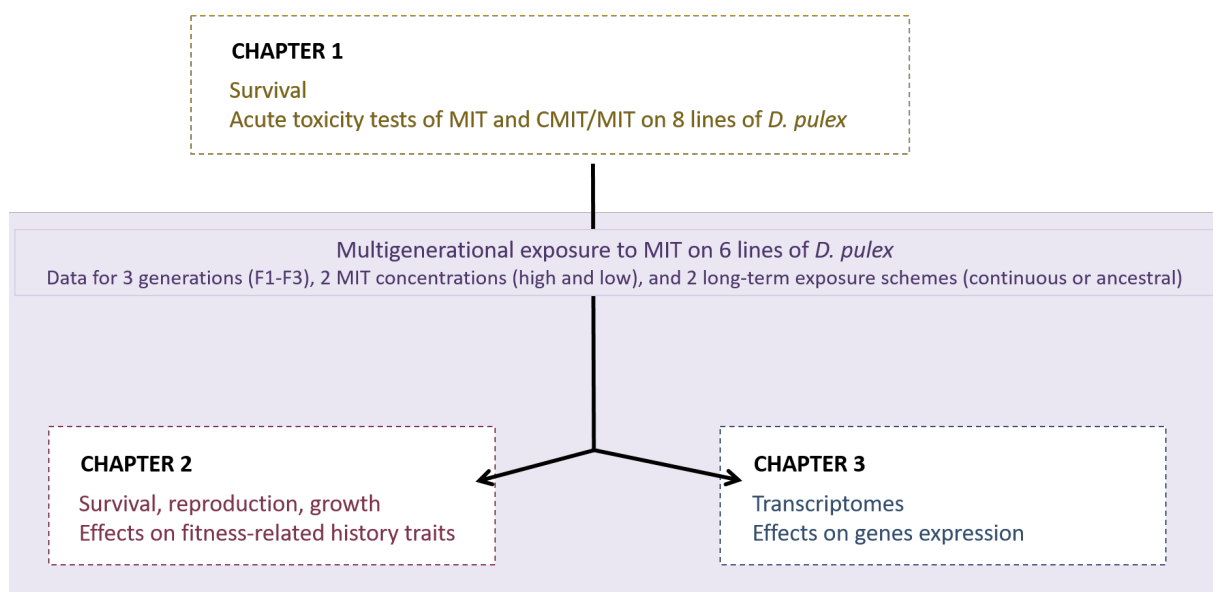 CHAPTER 1
Survival
Acute toxicity tests of MIT and CMIT/MIT on 8 lines of D. pulex
Multigenerational exposure to MIT on 6 lines of D. pulex
Data for 3 generations (F1-F3), 2 MIT concentrations (high and low), and 2 long-term exposure schemes (continuous or ancestral)
CHAPTER 2
Survival, reproduction, growth
Effects on fitness-related history traits
CHAPTER 3
Transcriptomes
Effects on genes expression